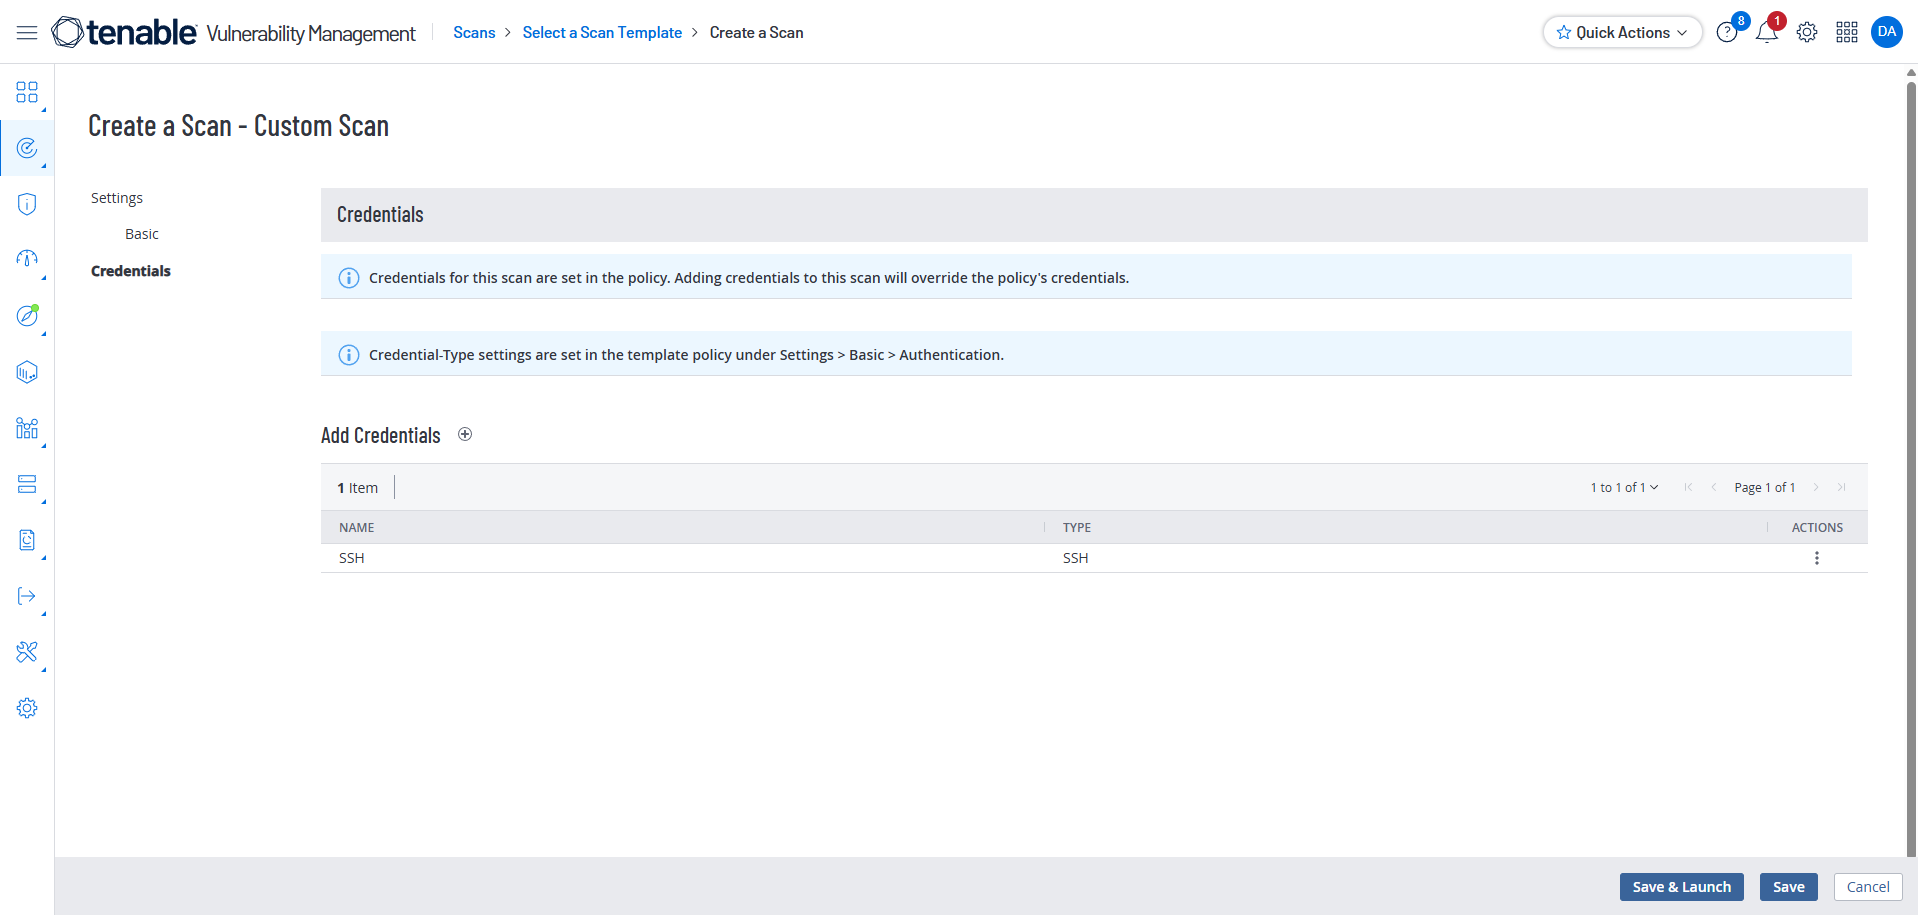 tenable Vulnerability Management
Scans > Select a Scan Template > Create a Scan
Quick Actions
8
1
DA
Create a Scan - Custom Scan
Settings
Basic
Credentials
Credentials
Credentials for this scan are set in the policy. Adding credentials to this scan will override the policy's credentials.
Credential-Type settings are set in the template policy under Settings > Basic > Authentication.
Add Credentials
1 Item
1 to 1 of 1
Page 1 of 1
NAME TYPE ACTIONS
SSH SSH
Save & Launch
Save
Cancel